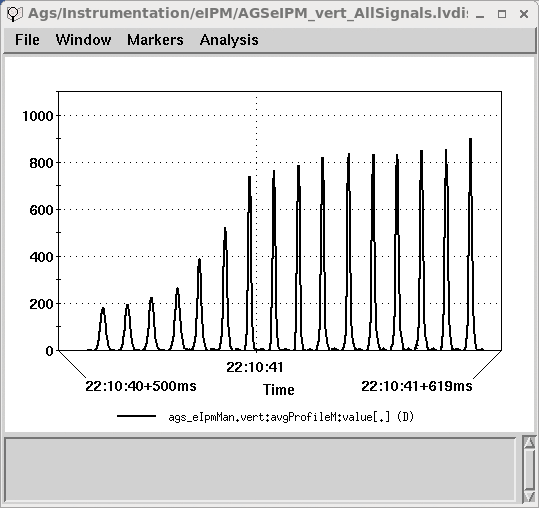 Ags/Instrumentation/eIPM/AGSeIPM_vert_AllSignals.lvdis
File Window Markers Analysis
1000
800
600
400
200
0
22:10:41
22:10:40+500ms
22:10:41+619ms
Time
ags_eIpmMan.vert:avgProfileM:value[.] (D)